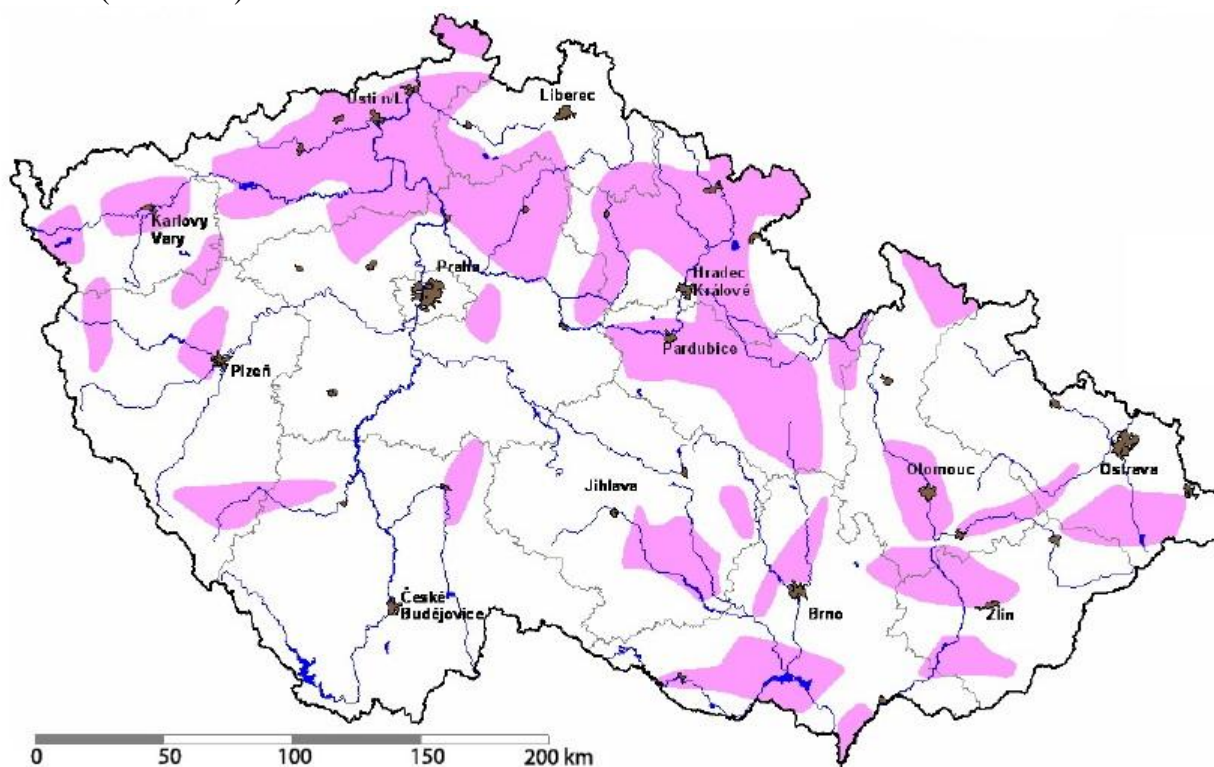 Ústí n/L
Liberec
Karlovy
Vary
Praha
Hradec
Králové
Pardubice
Plzeň
Olomouc
Ostrava
Jihlava
České
Budějovice
Brno
Zlín
0 50 100 150 200 km